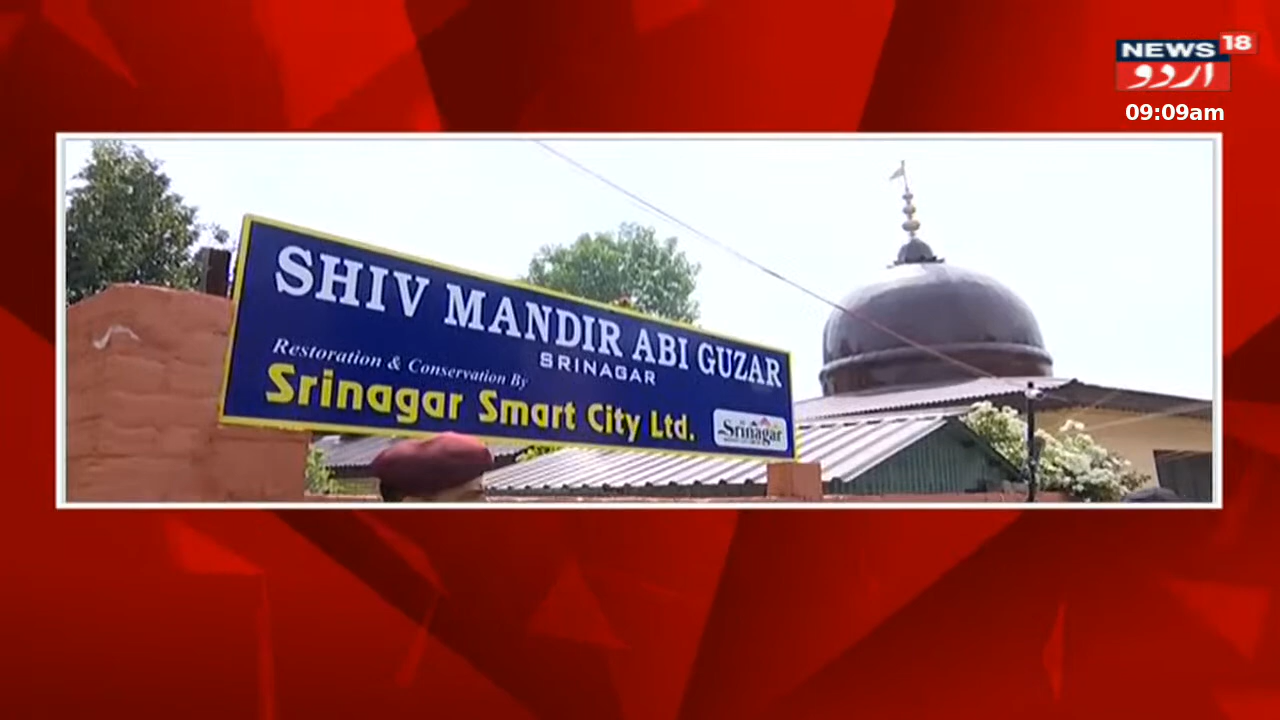 NEWS 18
اردو
09:09am
SHIV MANDIR ABI GUZAR
SRINAGAR
Restoration & Conservation By
Srinagar Smart City Ltd.
Srinagar